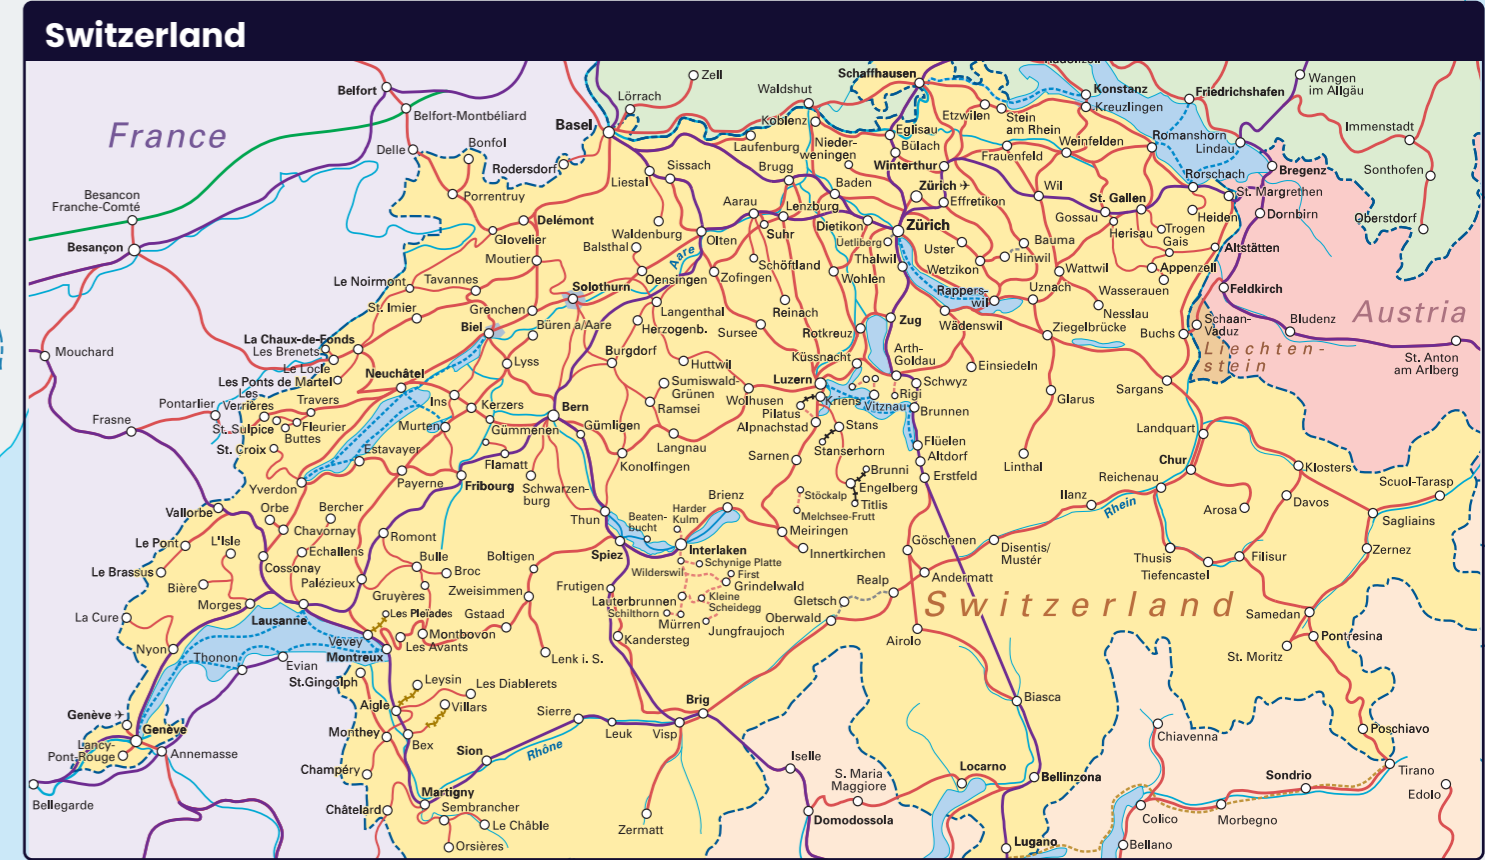 Switzerland
Zell
Schaffhausen
Wangen
im Allgäu
Belfort
Lörrach
Waldshut
Konstanz
Kreuzlingen
Friedrichshafen
France
Belfort-Montbéliard
Basel
Koblenz
Etzwilen
Stein
am Rhein
Romanshorn
Lindau
Immenstadt
Delle
Bonfol
Rodersdorf
Laufenburg
Nieder-
weningen
Eglisau
Bülach
Frauenfeld
Weinfelden
Sissach
Liestal
Brugg
Baden
Winterthur
Zürich
Effretikon
Wil
St. Gallen
Rorschach
Bregenz
Sonthofen
St. Margrethen
Besançon
Franche-Comté
Porrentruy
Aarau
Lenzburg
Gossau
Heiden
Dornbirn
Oberstdorf
Besançon
Delémont
Glovelier
Waldenburg
Balsthal
Olten
Suhr
Dietikon
Zürich
Üetliberg
Uster
Bauma
Herisau
Trogen
Gais
Altstätten
Moutier
Aare
Schöftland
Thalwil
Wetzikon
Hinwil
Wattwil
Appenzell
Le Noirmont
Tavannes
Solothurn
Oensingen
Zofingen
Wohlen
Rappers-
wil
Uznach
Wasserauen
Feldkirch
St. Imier
Grenchen
Langenthal
Reinach
Nesslau
Austria
Biel
Büren a/Aare
Herzogenb.
Sursee
Rotkreuz
Zug
Wädenswil
Ziegelbrücke
Buchs
Schaan-
Vaduz
Bludenz
La Chaux-de-Fonds
Les Brenets
Mouchard
Le Locle
Lyss
Burgdorf
Huttwil
Küssnacht
Arth-
Goldau
Einsiedeln
Liechten-
stein
St. Anton
am Arlberg
Les Ponts de Martel
Neuchâtel
Sumiswald-
Grünen
Luzern
Schwyz
Rigi
Sargans
Pontarlier
Les
Verrières
Travers
Ins
Kerzers
Bern
Ramsei
Wolhusen
Kriens
Vitznau
Brunnen
Glarus
Frasne
St. Sulpice
Fleurier
Buttes
Murten
Gümmenen
Gümligen
Pilatus
Alpnachstad
Stans
Landquart
St. Croix
Estavayer
Flamatt
Langnau
Konolfingen
Sarnen
Stanserhorn
Flüelen
Altdorf
Linthal
Chur
Klosters
Yverdon
Payerne
Fribourg
Schwarzen-
burg
Brunni
Engelberg
Titlis
Erstfeld
Reichenau
Ilanz
Rhein
Scuol-Tarasp
Vallorbe
Orbe
Bercher
Thun
Beaten-
bucht
Harder
Kulm
Brienz
Stöckalp
Melchsee-Frutt
Arosa
Davos
Chavornay
Sagliains
Le Pont
L'Isle
Echallens
Romont
Spiez
Interlaken
Meiringen
Innertkirchen
Göschenen
Disentis/
Mustér
Thusis
Tiefencastel
Filisur
Zernez
Le Brassus
Cossonay
Bulle
Broc
Boltigen
Wilderswil
Schynige Platte
First
Grindelwald
Realp
Andermatt
Bière
Palézieux
Gruyères
Zweisimmen
Frutigen
Lauterbrunnen
Kleine
Scheidegg
Gletsch
Switzerland
Samedan
Morges
Les Pleiades
Gstaad
Schilthorn
Mürren
Jungfraujoch
Oberwald
La Cure
Lausanne
Montbovon
Kandersteg
Airolo
Pontresina
St. Moritz
Vevey
Les Avants
Nyon
Thonon
Evian
Montreux
Lenk i. S.
St.Gingolph
Leysin
Les Diablerets
Aigle
Villars
Sierre
Brig
Biasca
Genève
Monthey
Bex
Leuk
Visp
Poschiavo
Genève
Chiavenna
Lancy-
Pont-Rouge
Annemasse
Champéry
Sion
Rhône
Iselle
S. Maria
Maggiore
Locarno
Bellinzona
Sondrio
Tirano
Edolo
Bellegarde
Martigny
Châtelard
Sembrancher
Le Châble
Orsières
Zermatt
Domodossola
Lugano
Colico
Morbegno
Bellano